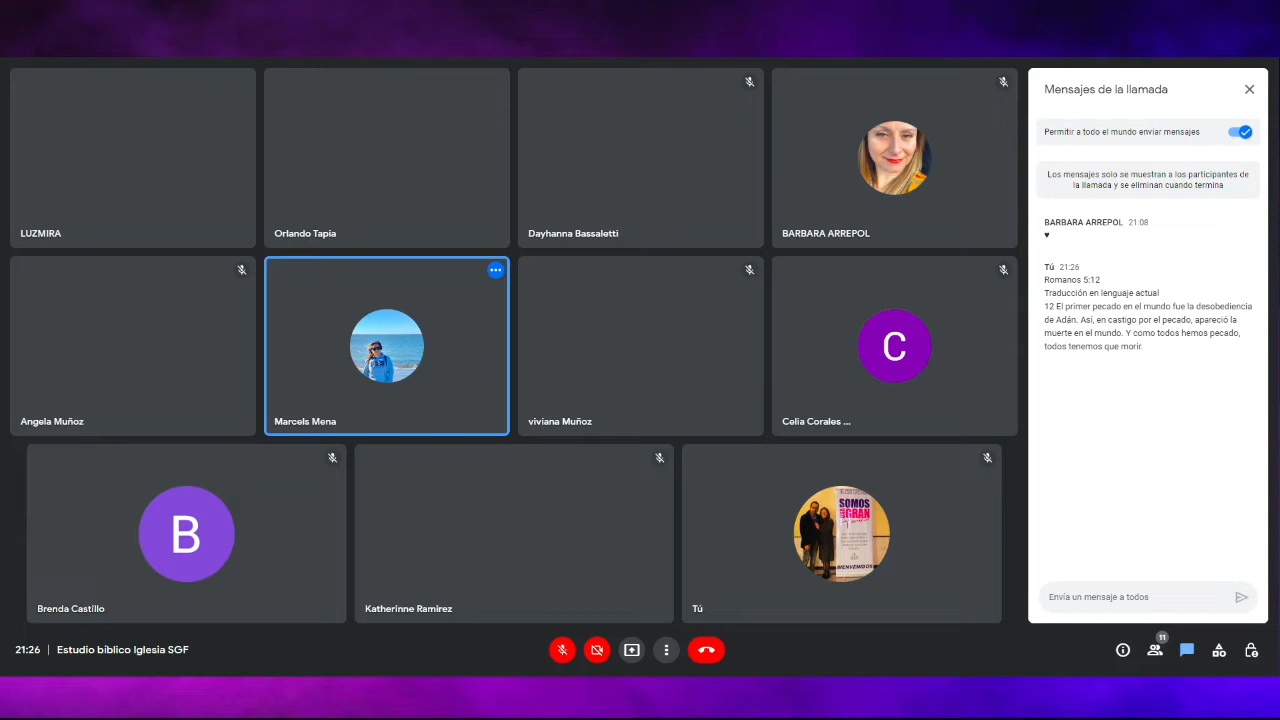 LUZMIRA
Orlando Tapia
Dayhanna Bassaletti
BARBARA ARREPOL
Angela Muñoz
Marcels Mena
viviana Muñoz
C
Celia Corales ...
B
Brenda Castillo
Katherinne Ramirez
SOMOS
GRAN
BIENVENIDOS
Tú
Mensajes de la llamada
Permitir a todo el mundo enviar mensajes
Los mensajes solo se muestran a los participantes de
la llamada y se eliminan cuando termina
BARBARA ARREPOL 21:08
♥
Tú 21:26
Romanos 5:12
Traducción en lenguaje actual
12 El primer pecado en el mundo fue la desobediencia
de Adán. Así, en castigo por el pecado, apareció la
muerte en el mundo. Y como todos hemos pecado,
todos tenemos que morir.
Envía un mensaje a todos
21:26 | Estudio bíblico Iglesia SGF
11